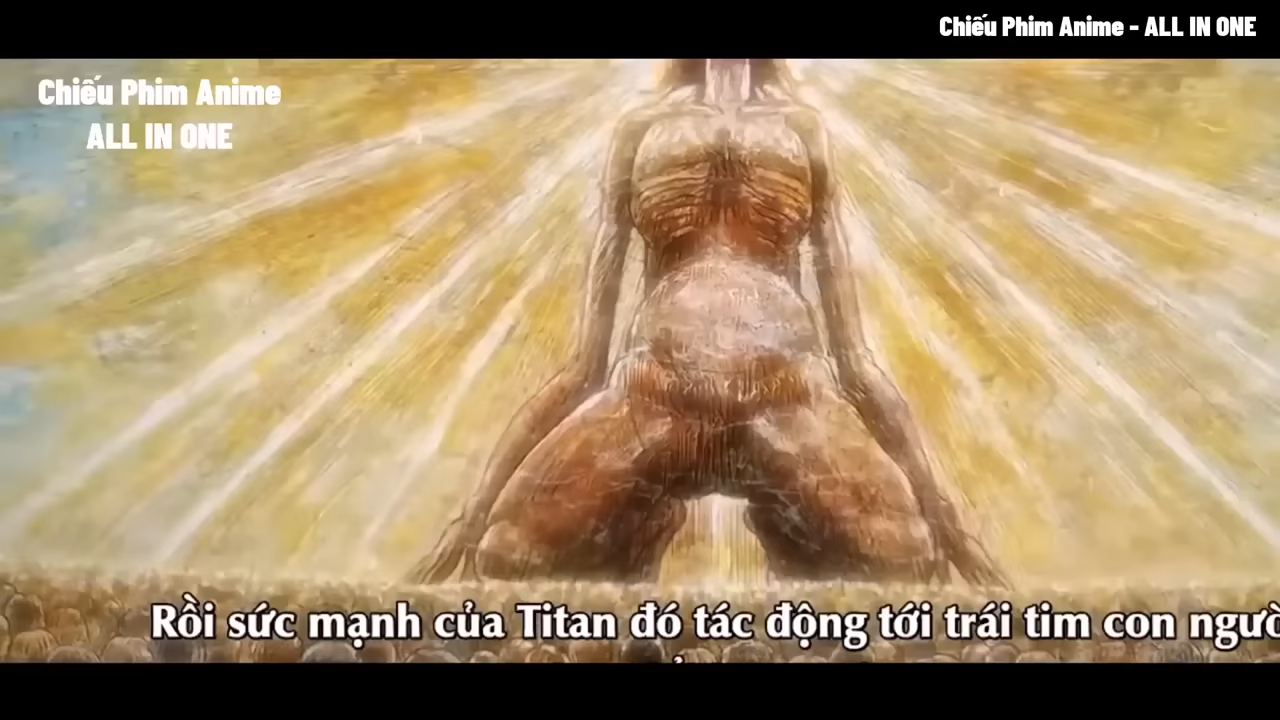 Chiếu Phim Anime - ALL IN ONE
Chiếu Phim Anime
ALL IN ONE
Rồi sức mạnh của Titan đó tác động tới trái tim con